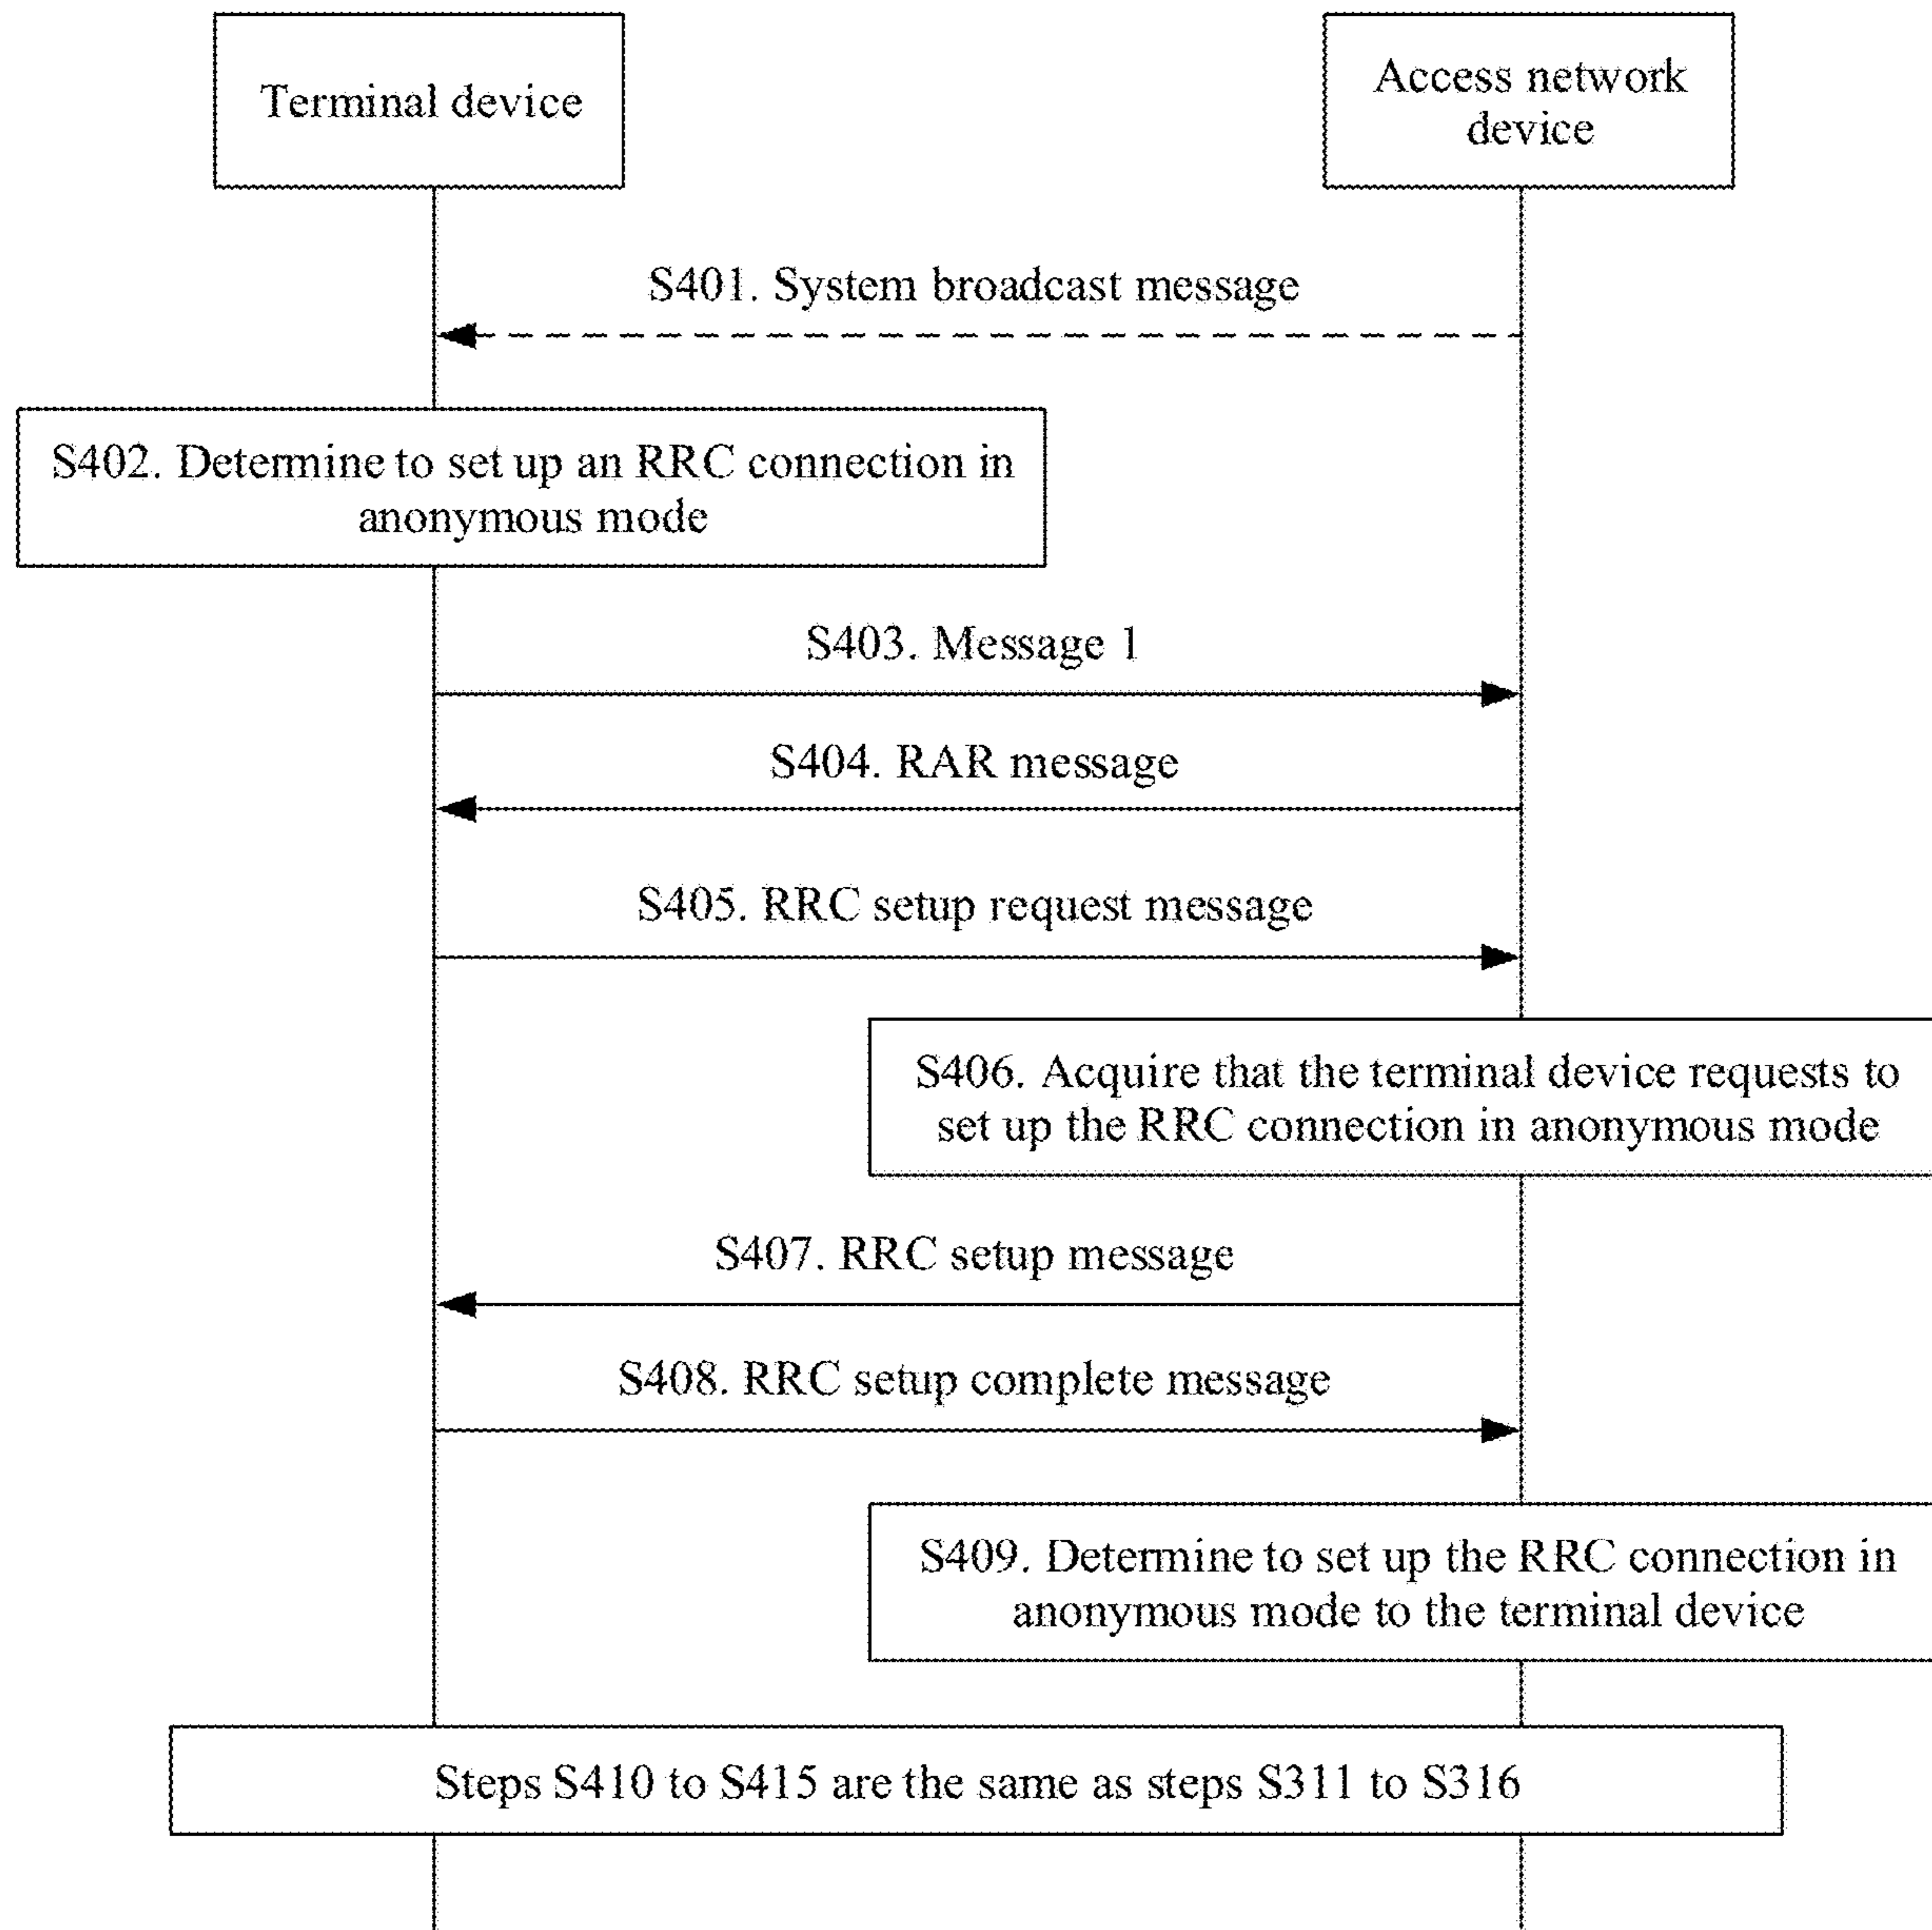 Terminal device
Access network
device
S401. System broadcast message
S402. Determine to set up an RRC connection in
anonymous mode
S403. Message 1
S404. RAR message
S405. RRC setup request message
S406. Acquire that the terminal device requests to
set up the RRC connection in anonymous mode
S407. RRC setup message
S408. RRC setup complete message
S409. Determine to set up the RRC connection in
anonymous mode to the terminal device
Steps S410 to S415 are the same as steps S311 to S316